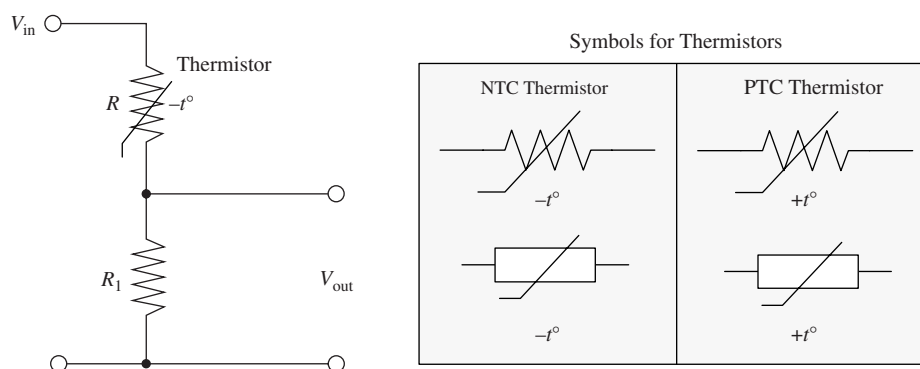 V_in
Thermistor
R
–t°
R_1
V_out
Symbols for Thermistors
NTC Thermistor
PTC Thermistor
–t°
+t°
–t°
+t°